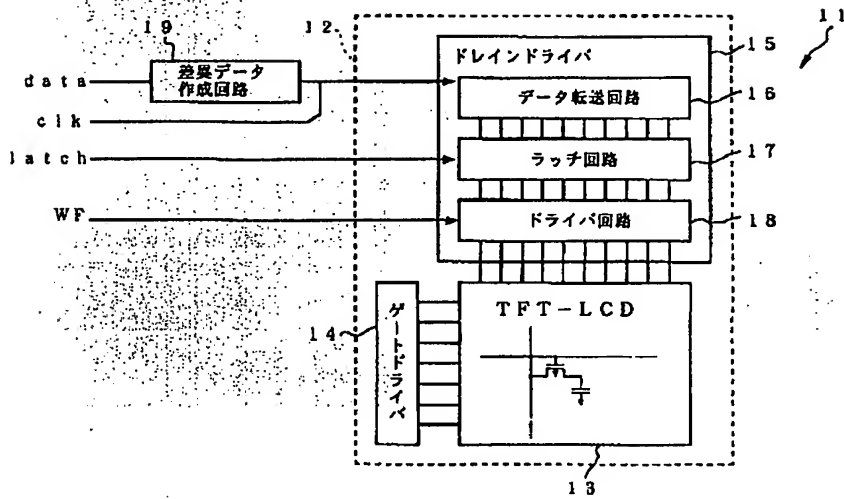 19
12
11
ドレインドライバ
15
data
差異データ
作成回路
データ転送回路
16
clk
latch
ラッチ回路
17
WF
ドライバ回路
18
TFT-LCD
14
ゲートドライバ
13